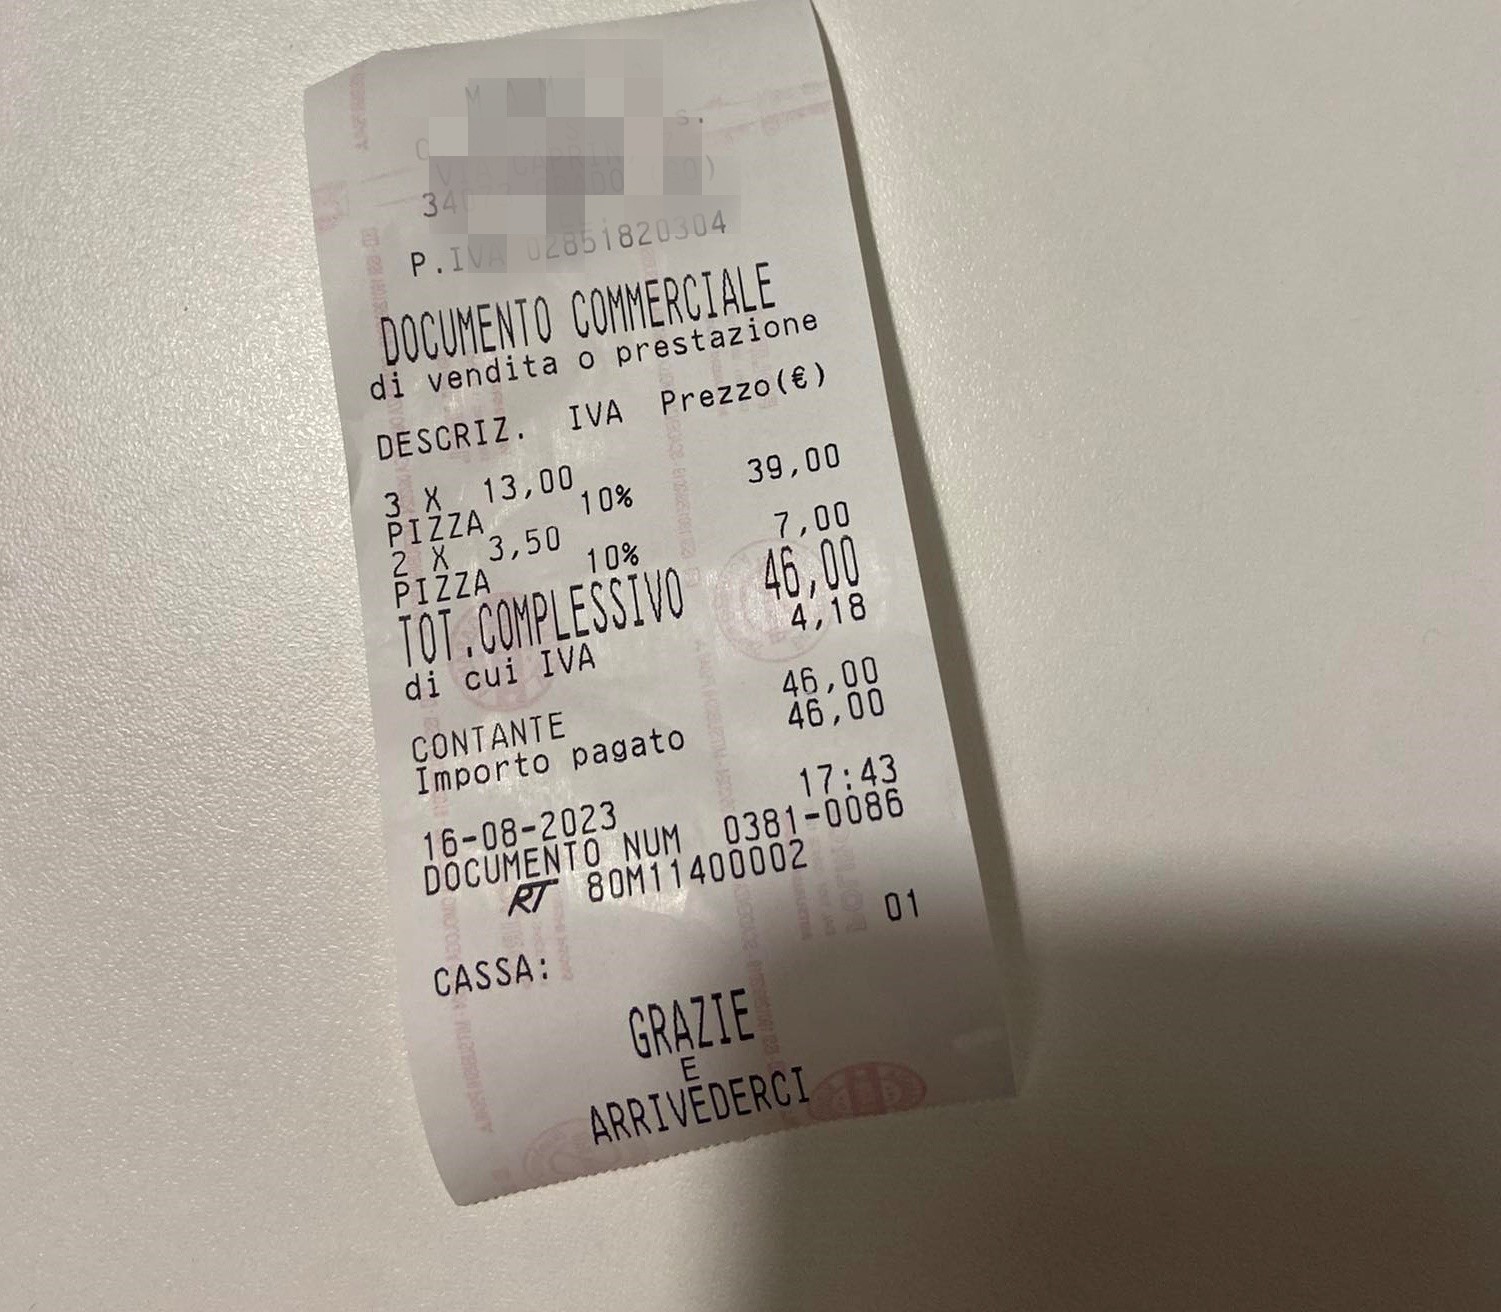 P.IVA 02851820304
DOCUMENTO COMMERCIALE
di vendita o prestazione
DESCRIZ. IVA Prezzo(€)
3 X 13,00
PIZZA 10% 39,00
2 X 3,50
PIZZA 10% 7,00
TOT.COMPLESSIVO 46,00
di cui IVA 4,18
CONTANTE 46,00
Importo pagato 46,00
16-08-2023 17:43
DOCUMENTO NUM 0381-0086
RT 80M11400002
CASSA: 01
GRAZIE
E
ARRIVEDERCI